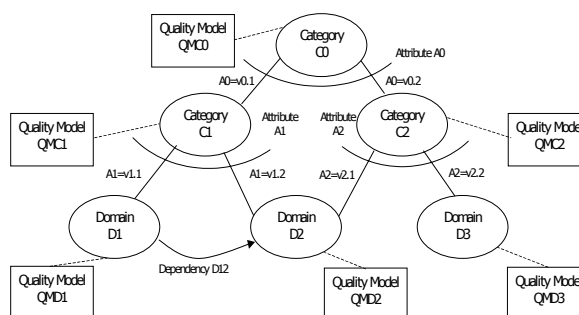 Quality Model
QMC0
Category
C0
Attribute A0
A0=v0.1
A0=v0.2
Quality Model
QMC1
Category
C1
Attribute
A1
Attribute
A2
Category
C2
Quality Model
QMC2
A1=v1.1
A1=v1.2
A2=v2.1
A2=v2.2
Domain
D1
Domain
D2
Domain
D3
Dependency D12
Quality Model
QMD1
Quality Model
QMD2
Quality Model
QMD3